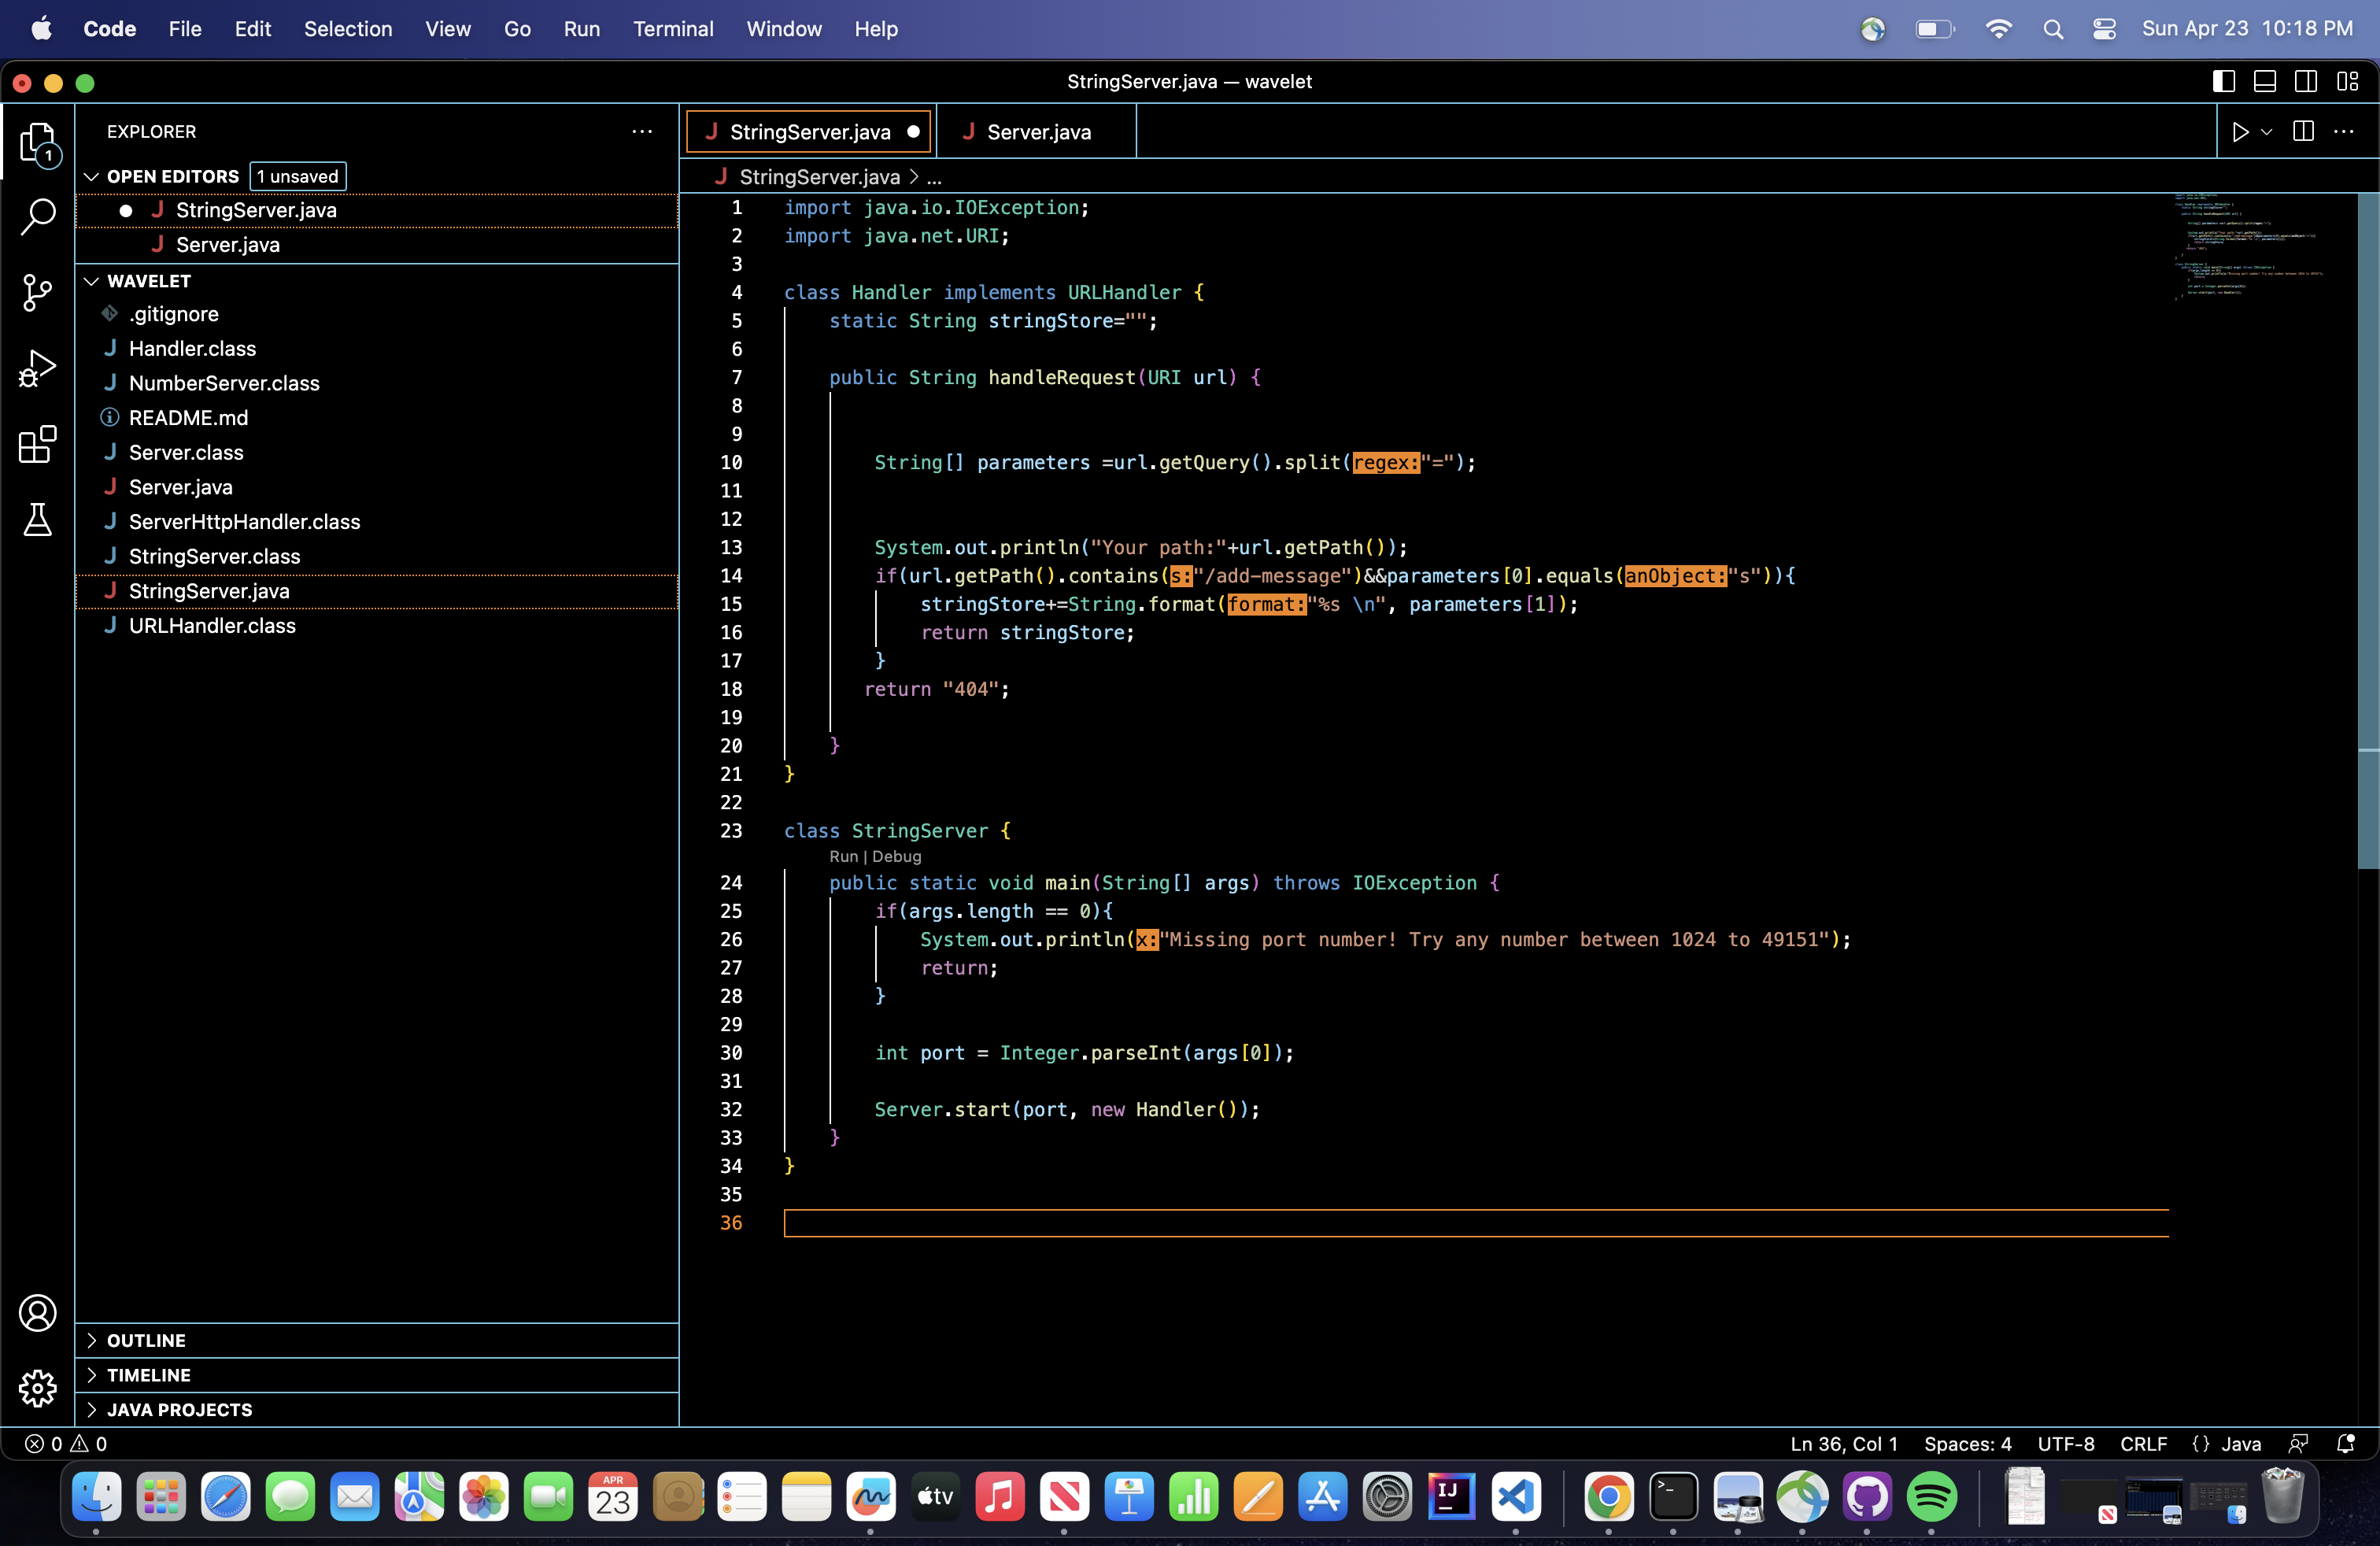 Code File Edit Selection View Go Run Terminal Window Help Sun Apr 23 10:18 PM
StringServer.java — wavelet
EXPLORER
1
OPEN EDITORS 1 unsaved
StringServer.java
Server.java
WAVELET
.gitignore
Handler.class
NumberServer.class
README.md
Server.class
Server.java
ServerHttpHandler.class
StringServer.class
StringServer.java
URLHandler.class
OUTLINE
TIMELINE
JAVA PROJECTS
StringServer.java Server.java
StringServer.java > ...
1 import java.io.IOException;
2 import java.net.URI;
3
4 class Handler implements URLHandler {
5 static String stringStore="";
6
7 public String handleRequest(URI url) {
8
9
10 String[] parameters =url.getQuery().split(regex:"=");
11
12
13 System.out.println("Your path:"+url.getPath());
14 if(url.getPath().contains(s:"/add-message")&&parameters[0].equals(anObject:"s")){
15 stringStore+=String.format(format:"%s \n", parameters[1]);
16 return stringStore;
17 }
18 return "404";
19
20 }
21 }
22
23 class StringServer {
Run | Debug
24 public static void main(String[] args) throws IOException {
25 if(args.length == 0){
26 System.out.println(x:"Missing port number! Try any number between 1024 to 49151");
27 return;
28 }
29
30 int port = Integer.parseInt(args[0]);
31
32 Server.start(port, new Handler());
33 }
34 }
35
36
0 0 Ln 36, Col 1 Spaces: 4 UTF-8 CRLF {} Java
APR
23
tv
IJ
>_